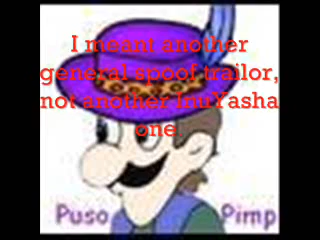 I meant another
general spoof trailor,
not another InuYasha
one
Puso Pimp